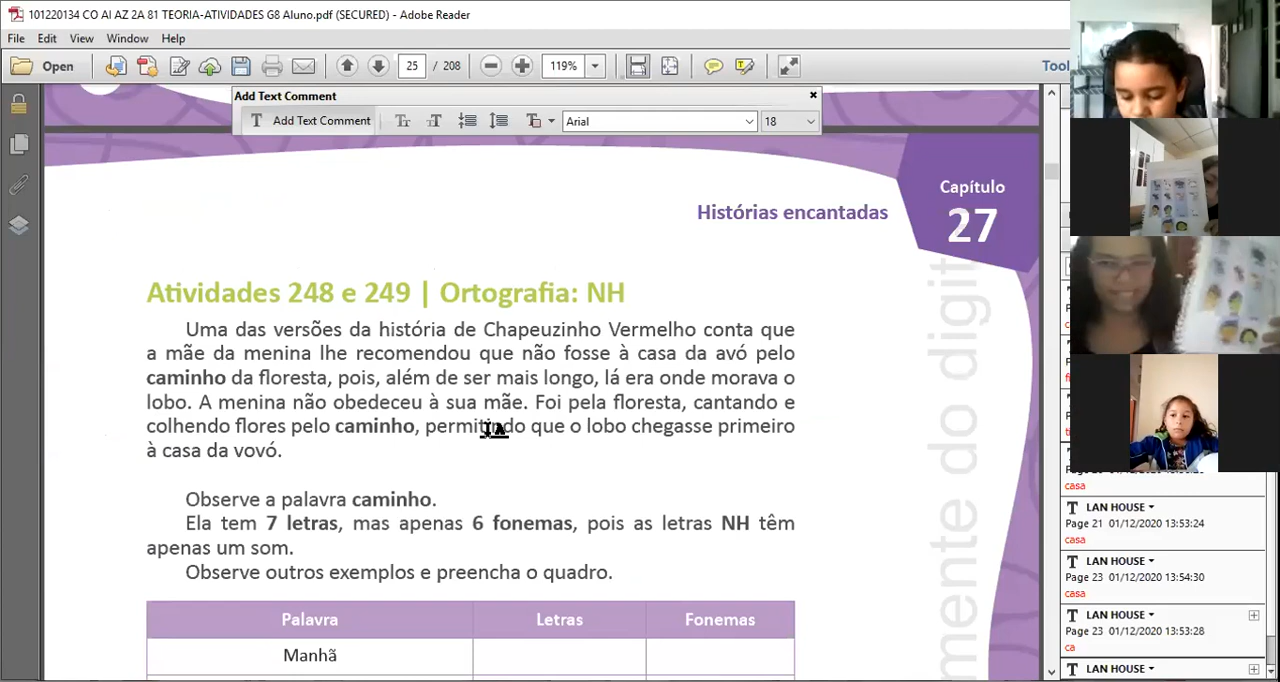 101220134 CO AI AZ 2A 81 TEORIA-ATIVIDADES G8 Aluno.pdf (SECURED) - Adobe Reader
File Edit View Window Help
Open 25 / 208 119% Tool
Add Text Comment
Add Text Comment Arial 18
Capítulo
27
Histórias encantadas
Atividades 248 e 249 | Ortografia: NH
Uma das versões da história de Chapeuzinho Vermelho conta que
a mãe da menina lhe recomendou que não fosse à casa da avó pelo
caminho da floresta, pois, além de ser mais longo, lá era onde morava o
lobo. A menina não obedeceu à sua mãe. Foi pela floresta, cantando e
colhendo flores pelo caminho, permitindo que o lobo chegasse primeiro
à casa da vovó.
Observe a palavra caminho.
Ela tem 7 letras, mas apenas 6 fonemas, pois as letras NH têm
apenas um som.
Observe outros exemplos e preencha o quadro.
Palavra Letras Fonemas
Manhã
mente do digit
casa
LAN HOUSE
Page 21 01/12/2020 13:53:24
casa
LAN HOUSE
Page 23 01/12/2020 13:54:30
casa
LAN HOUSE
Page 23 01/12/2020 13:53:28
ca
LAN HOUSE